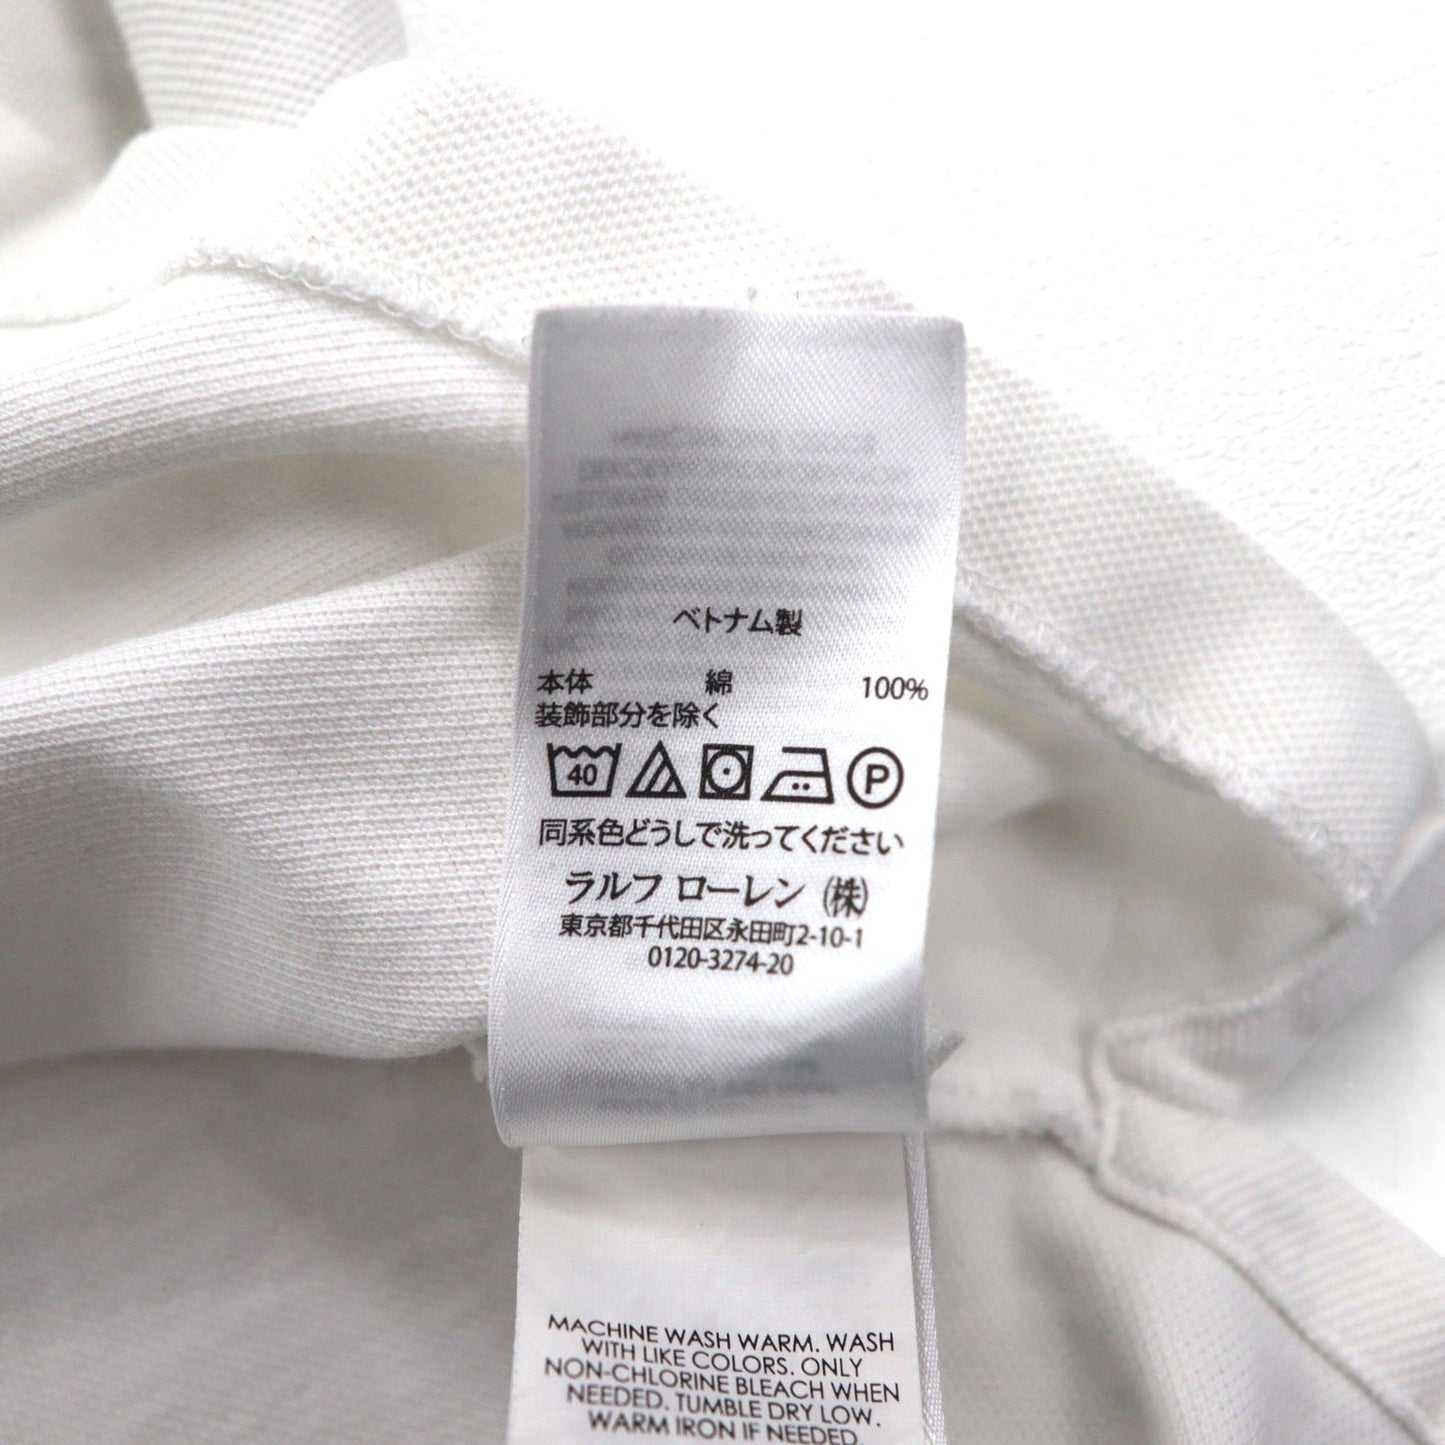 ベトナム製
本体 綿 100%
装飾部分を除く
40 P
同系色どうしで洗ってください
ラルフ ローレン (株)
東京都千代田区永田町2-10-1
0120-3274-20
MACHINE WASH WARM. WASH
WITH LIKE COLORS. ONLY
NON-CHLORINE BLEACH WHEN
NEEDED. TUMBLE DRY LOW.
WARM IRON IF NEEDED.